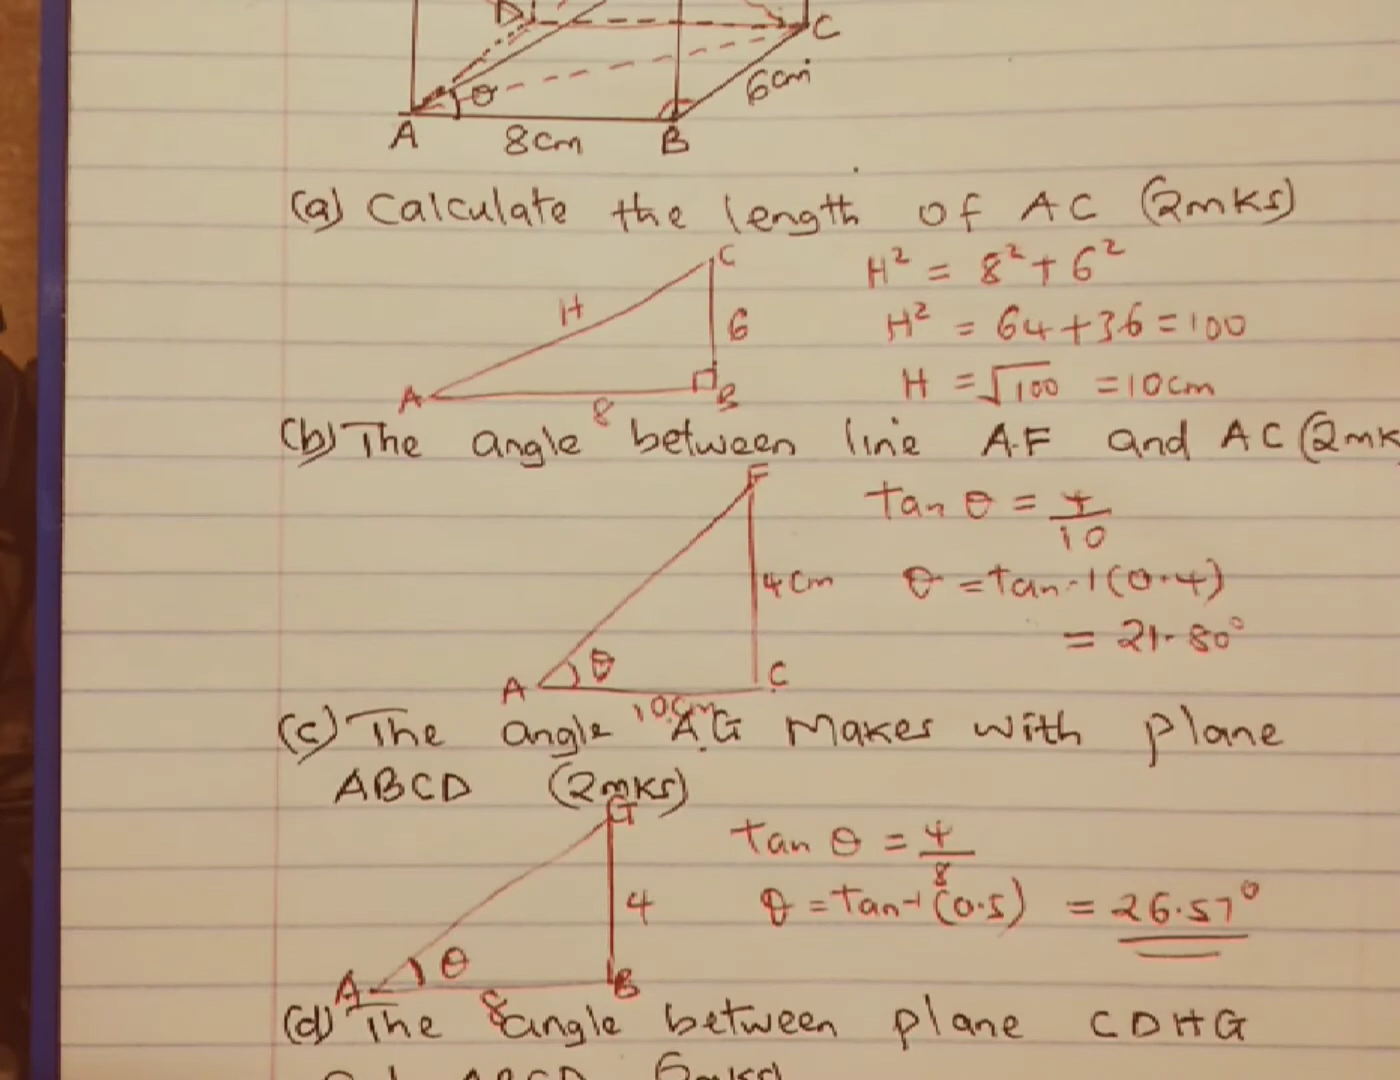 D
C
6cm
θ
A 8cm B
(a) Calculate the length of AC (2mks)
C
H² = 8² + 6²
H
6
H² = 64 + 36 = 100
H = √100 = 10cm
A 8 B
(b) The angle between line AF and AC (2mk
F
tan θ = 4/10
4cm
θ = tan-1(0.4)
= 21.80°
θ
A 10cm C
(c) The angle AG Makes with plane
ABCD (2mks)
G
tan θ = 4/8
4
θ = tan-1(0.5) = 26.57°
θ
A 8 B
(d) The angle between plane CDHG
ABCD